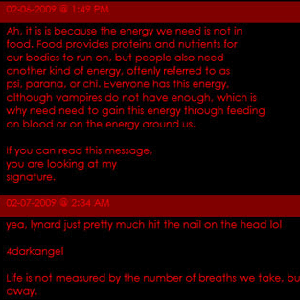 02-06-2009 @ 1:49 PM
Ah, it is is because the energy we need is not in
food. Food provides proteins and nutrients for
our bodies to run on, but people also need
another kind of energy, oftenly referred to as
psi, parana, or chi. Everyone has this energy,
although vampires do not have enough, which is
why need need to gain this energy through feeding
on blood or on the energy around us.
If you can read this message,
you are looking at my
signature.
02-07-2009 @ 2:34 AM
yea, lynard just pretty much hit the nail on the head lol
4darkangel
Life is not measured by the number of breaths we take, bu
away.